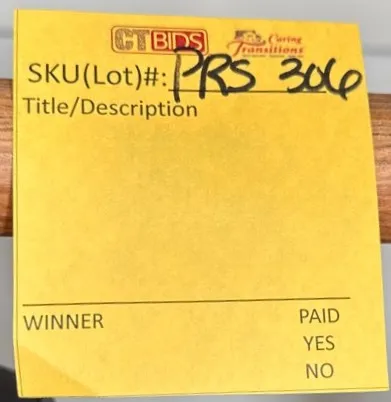 CTBIDS Caring Transitions
SKU(Lot)#: PRS 306
Title/Description
WINNER PAID
YES
NO